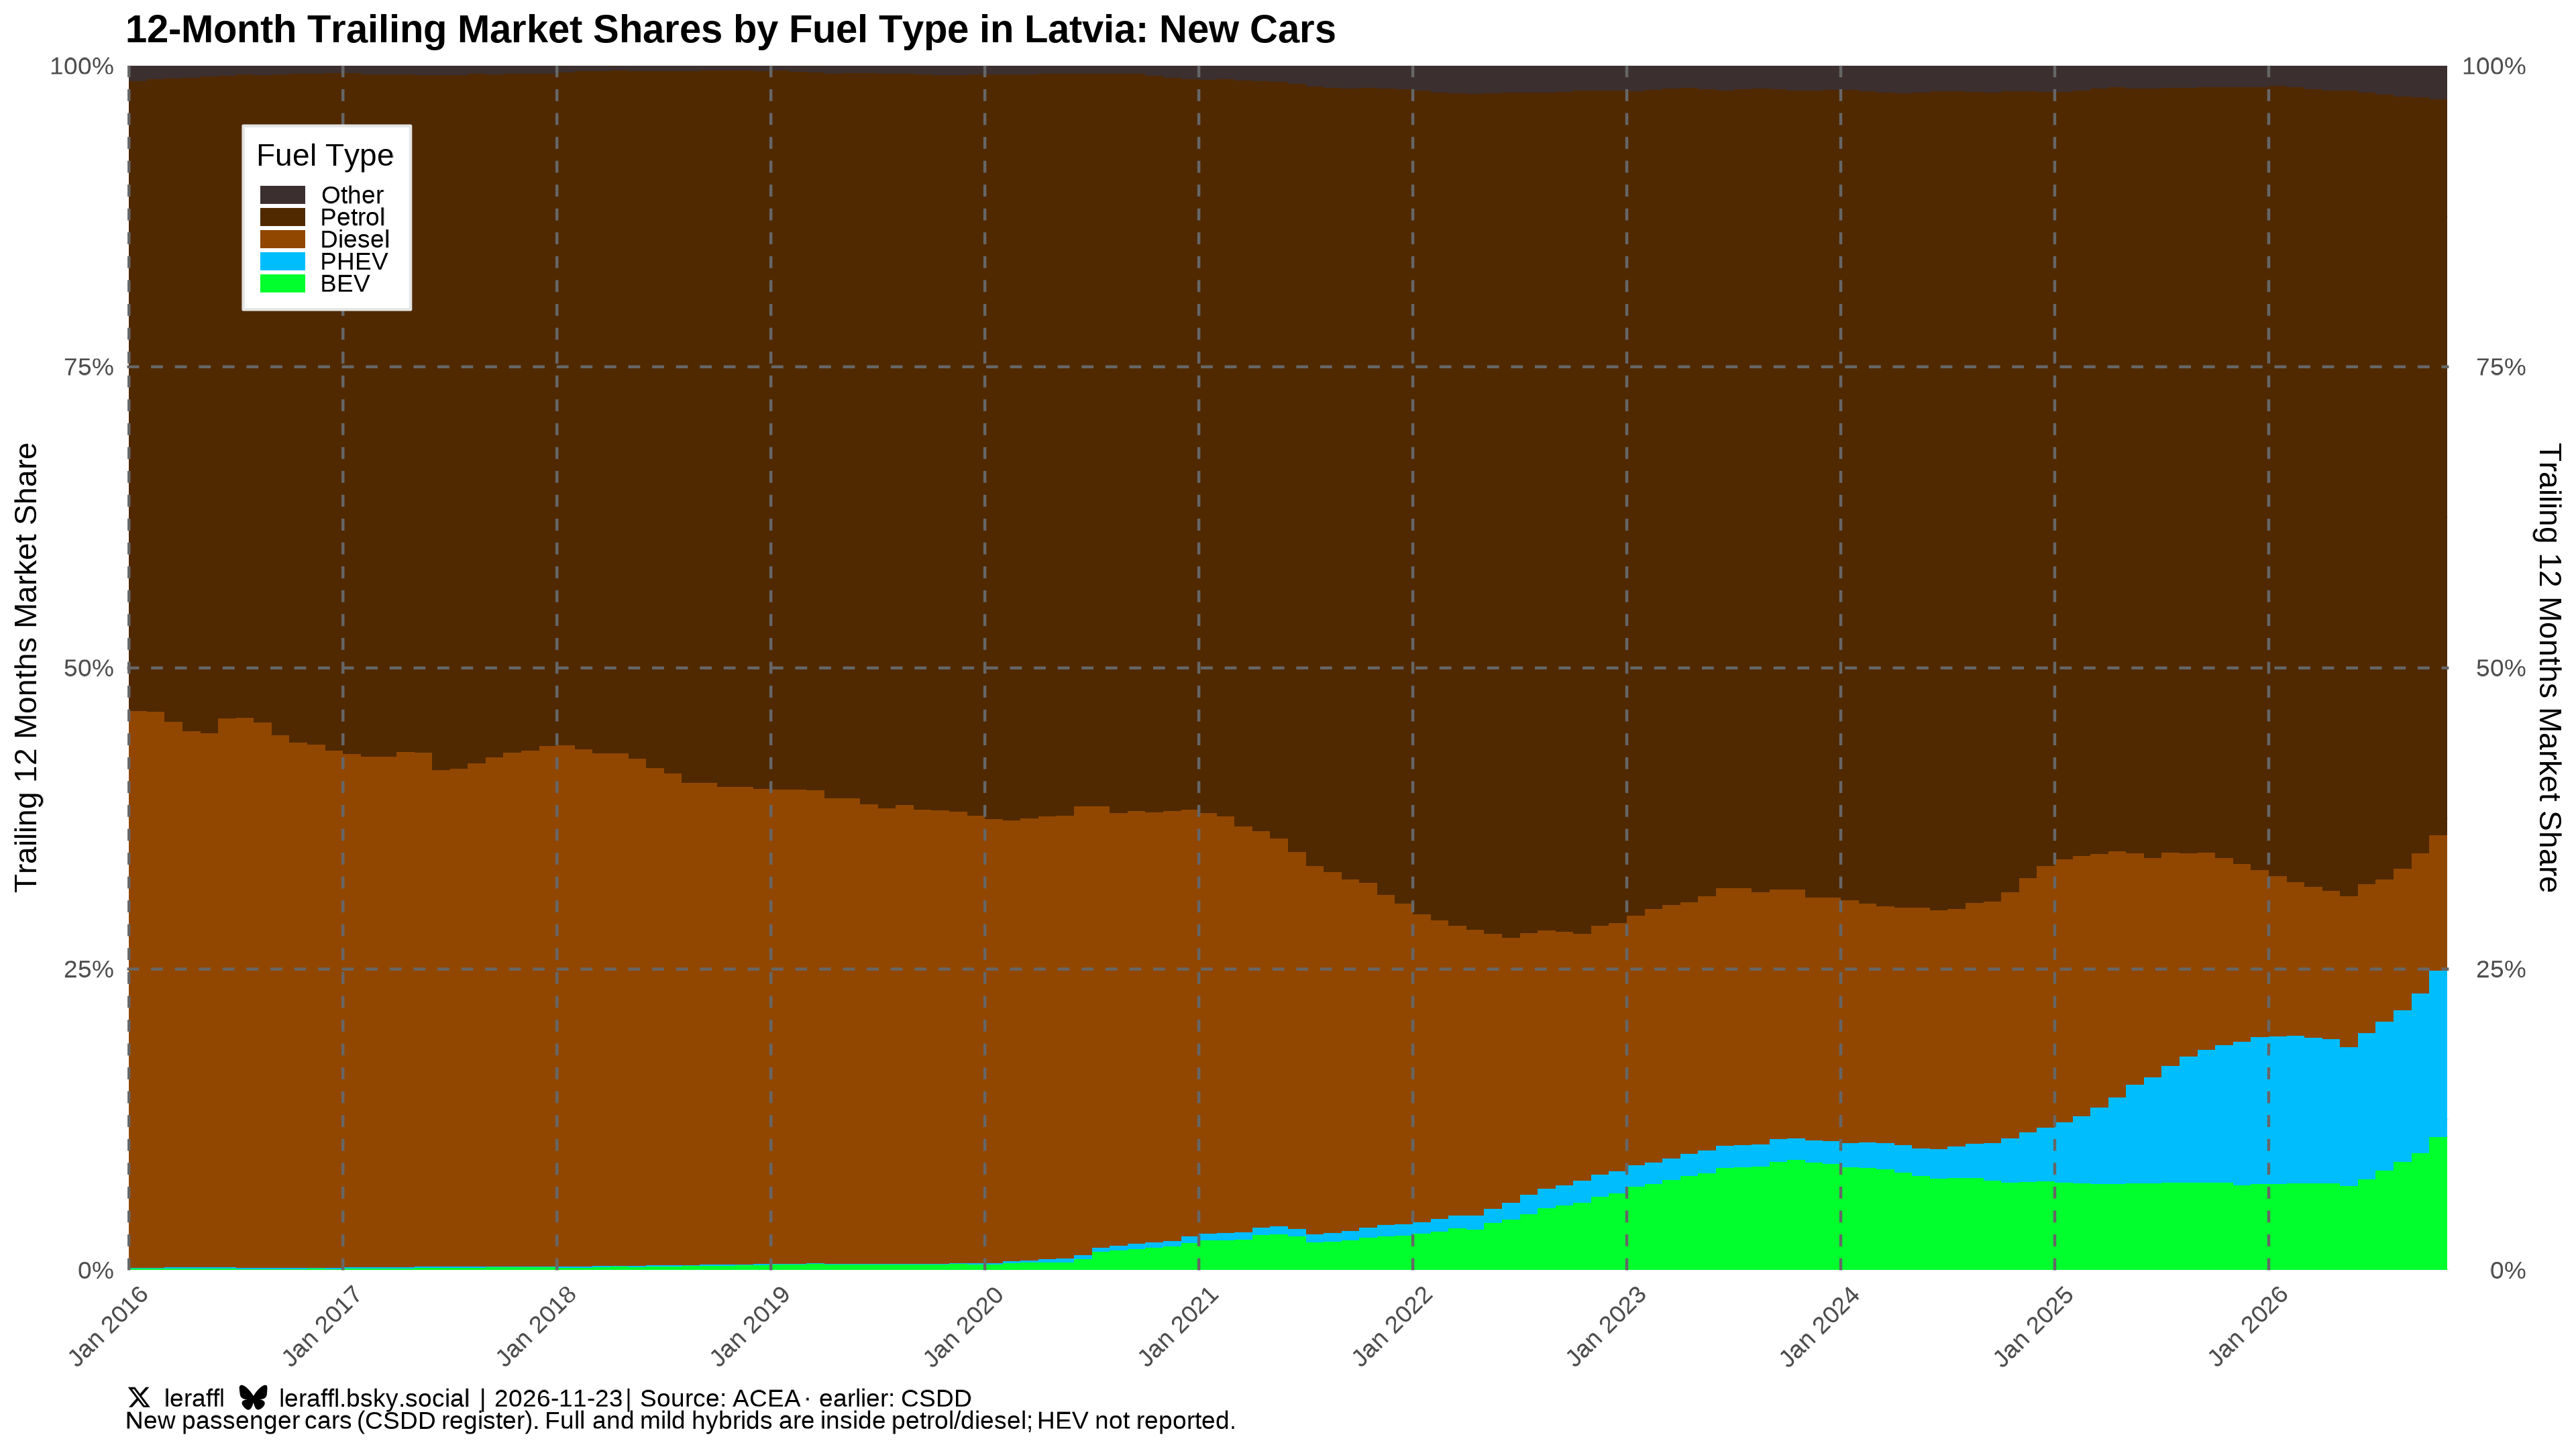 12-Month Trailing Market Shares by Fuel Type in Latvia: New Cars
100%
100%
Fuel Type
Other
Petrol
Diesel
PHEV
BEV
75%
75%
Trailing 12 Months Market Share
Trailing 12 Months Market Share
50%
50%
25%
25%
0%
0%
Jan 2016
Jan 2017
Jan 2018
Jan 2019
Jan 2020
Jan 2021
Jan 2022
Jan 2023
Jan 2024
Jan 2025
Jan 2026
leraffl leraffl.bsky.social | 2026-11-23| Source: ACEA · earlier: CSDD
New passenger cars (CSDD register). Full and mild hybrids are inside petrol/diesel; HEV not reported.